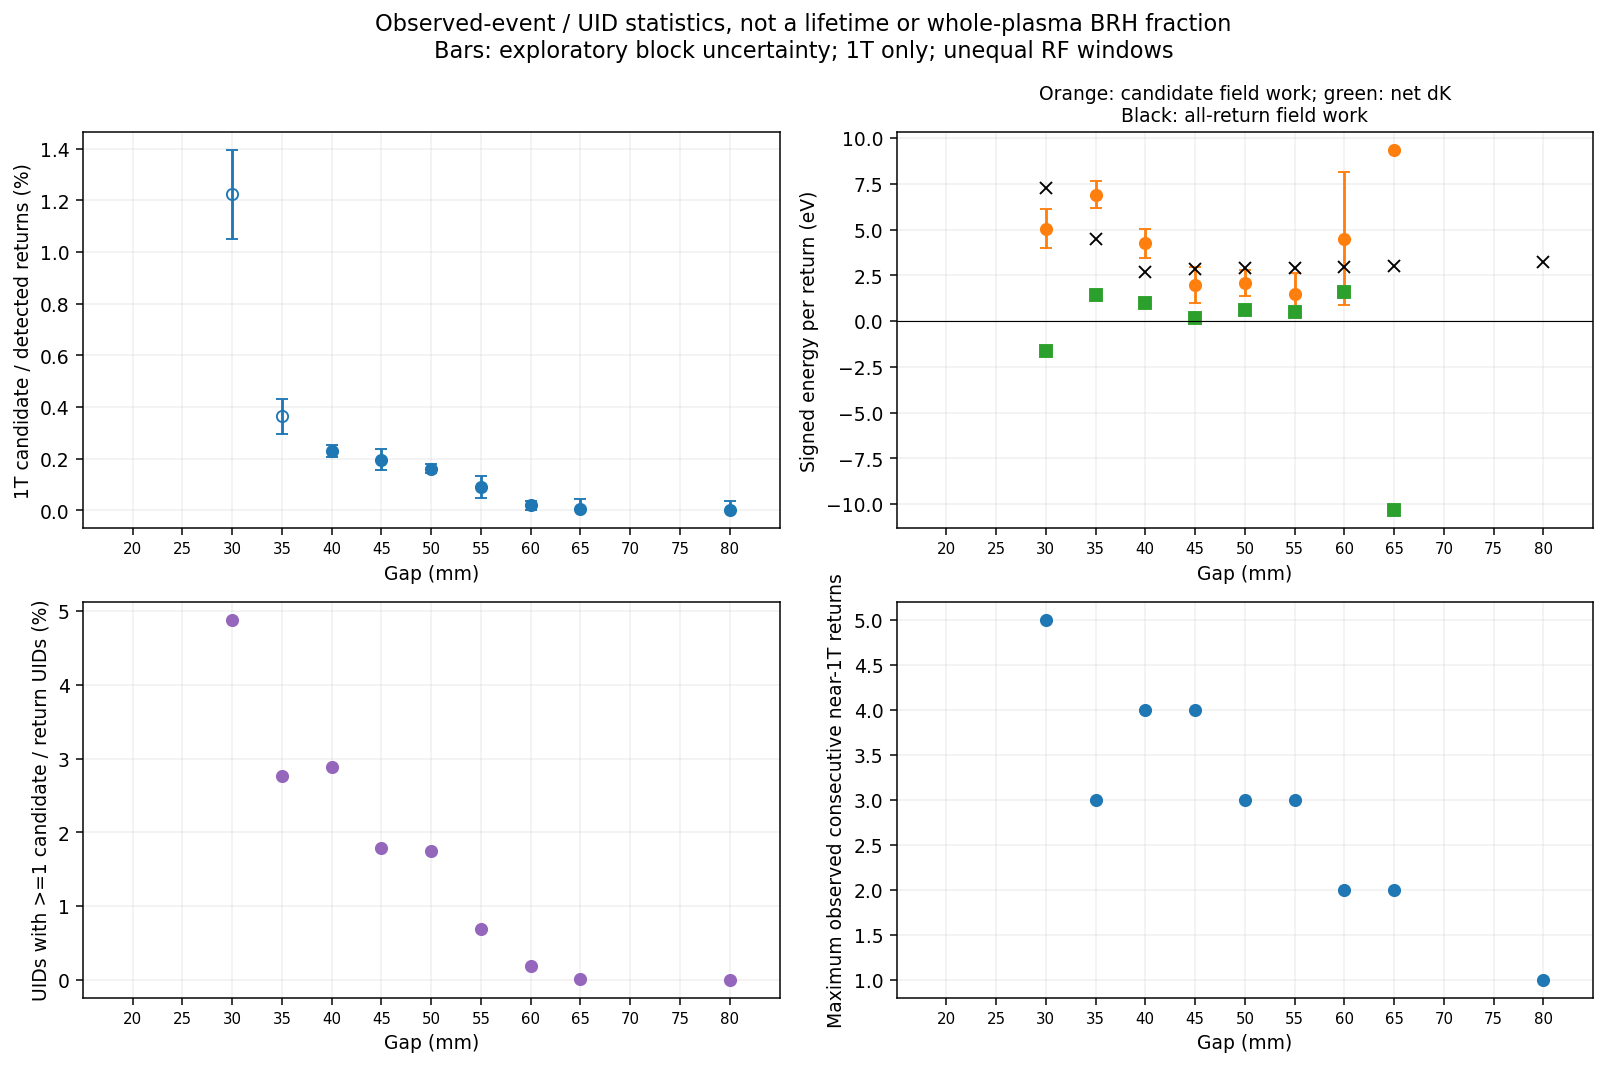 Observed-event / UID statistics, not a lifetime or whole-plasma BRH fraction
Bars: exploratory block uncertainty; 1T only; unequal RF windows
1T candidate / detected returns (%)
1.4
1.2
1.0
0.8
0.6
0.4
0.2
0.0
20 25 30 35 40 45 50 55 60 65 70 75 80
Gap (mm)
Orange: candidate field work; green: net dK
Black: all-return field work
Signed energy per return (eV)
10.0
7.5
5.0
2.5
0.0
−2.5
−5.0
−7.5
−10.0
20 25 30 35 40 45 50 55 60 65 70 75 80
Gap (mm)
UIDs with >=1 candidate / return UIDs (%)
5
4
3
2
1
0
20 25 30 35 40 45 50 55 60 65 70 75 80
Gap (mm)
Maximum observed consecutive near-1T returns
5.0
4.5
4.0
3.5
3.0
2.5
2.0
1.5
1.0
20 25 30 35 40 45 50 55 60 65 70 75 80
Gap (mm)